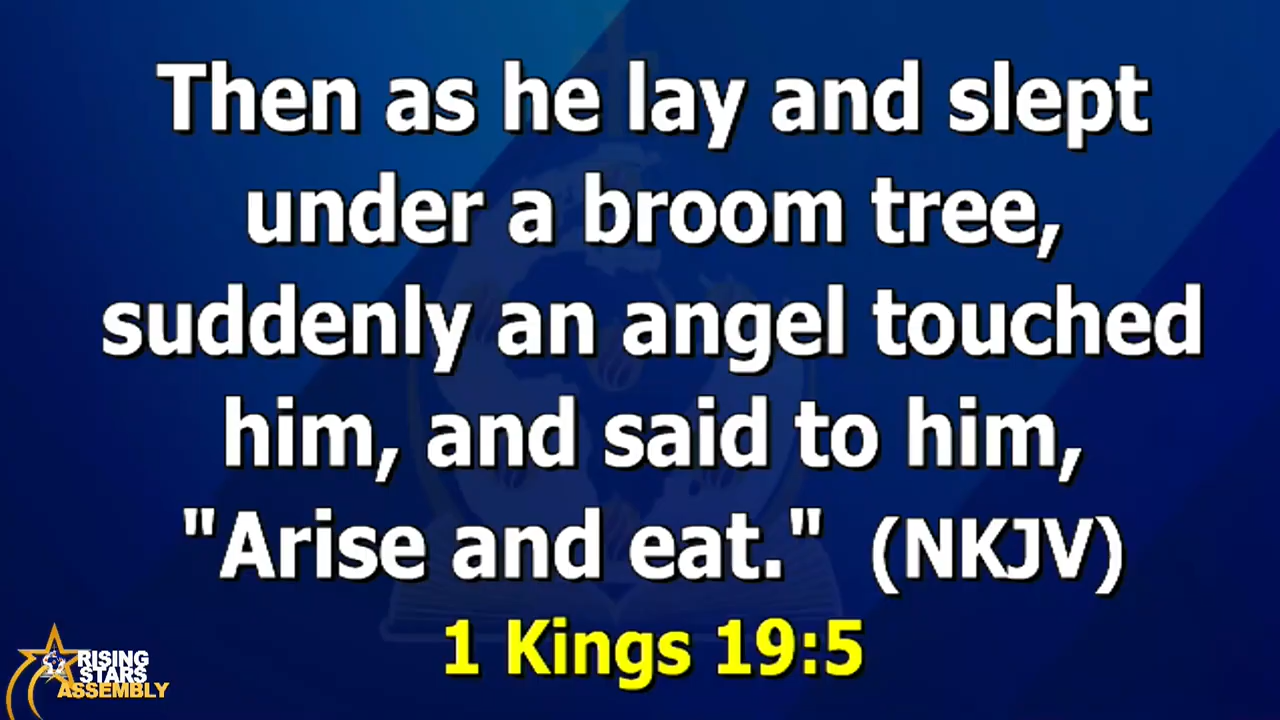 Then as he lay and slept
under a broom tree,
suddenly an angel touched
him, and said to him,
"Arise and eat." (NKJV)
1 Kings 19:5
RISING
STARS
ASSEMBLY